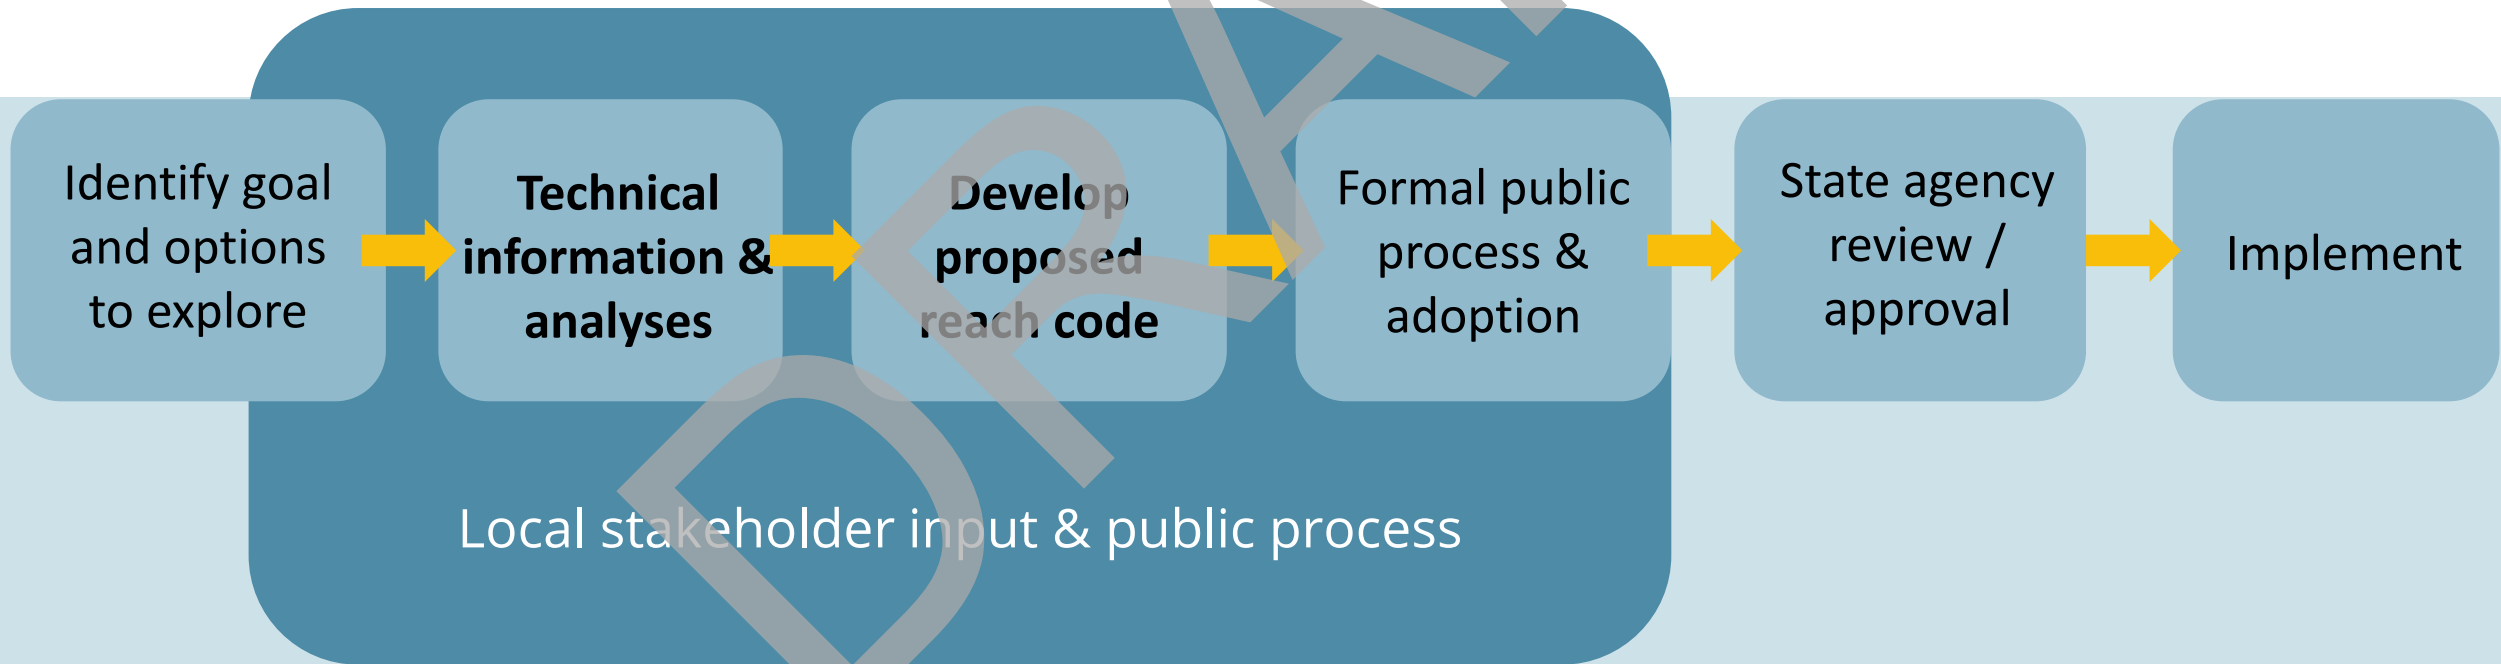 Identify goal
and options
to explore
Technical
information &
analyses
Develop
proposed
reach code
Formal public
process &
adoption
State agency
review /
approval
Implement
Local stakeholder input & public process
DRA